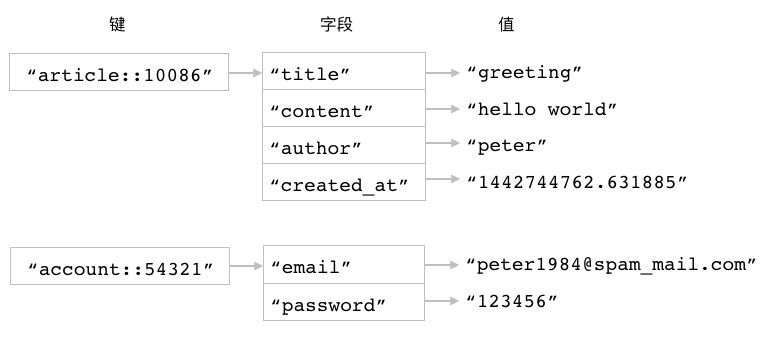 键 字段 值
“article::10086” “title” “greeting”
“content” “hello world”
“author” “peter”
“created_at” “1442744762.631885”
“account::54321” “email” “peter1984@spam_mail.com”
“password” “123456”